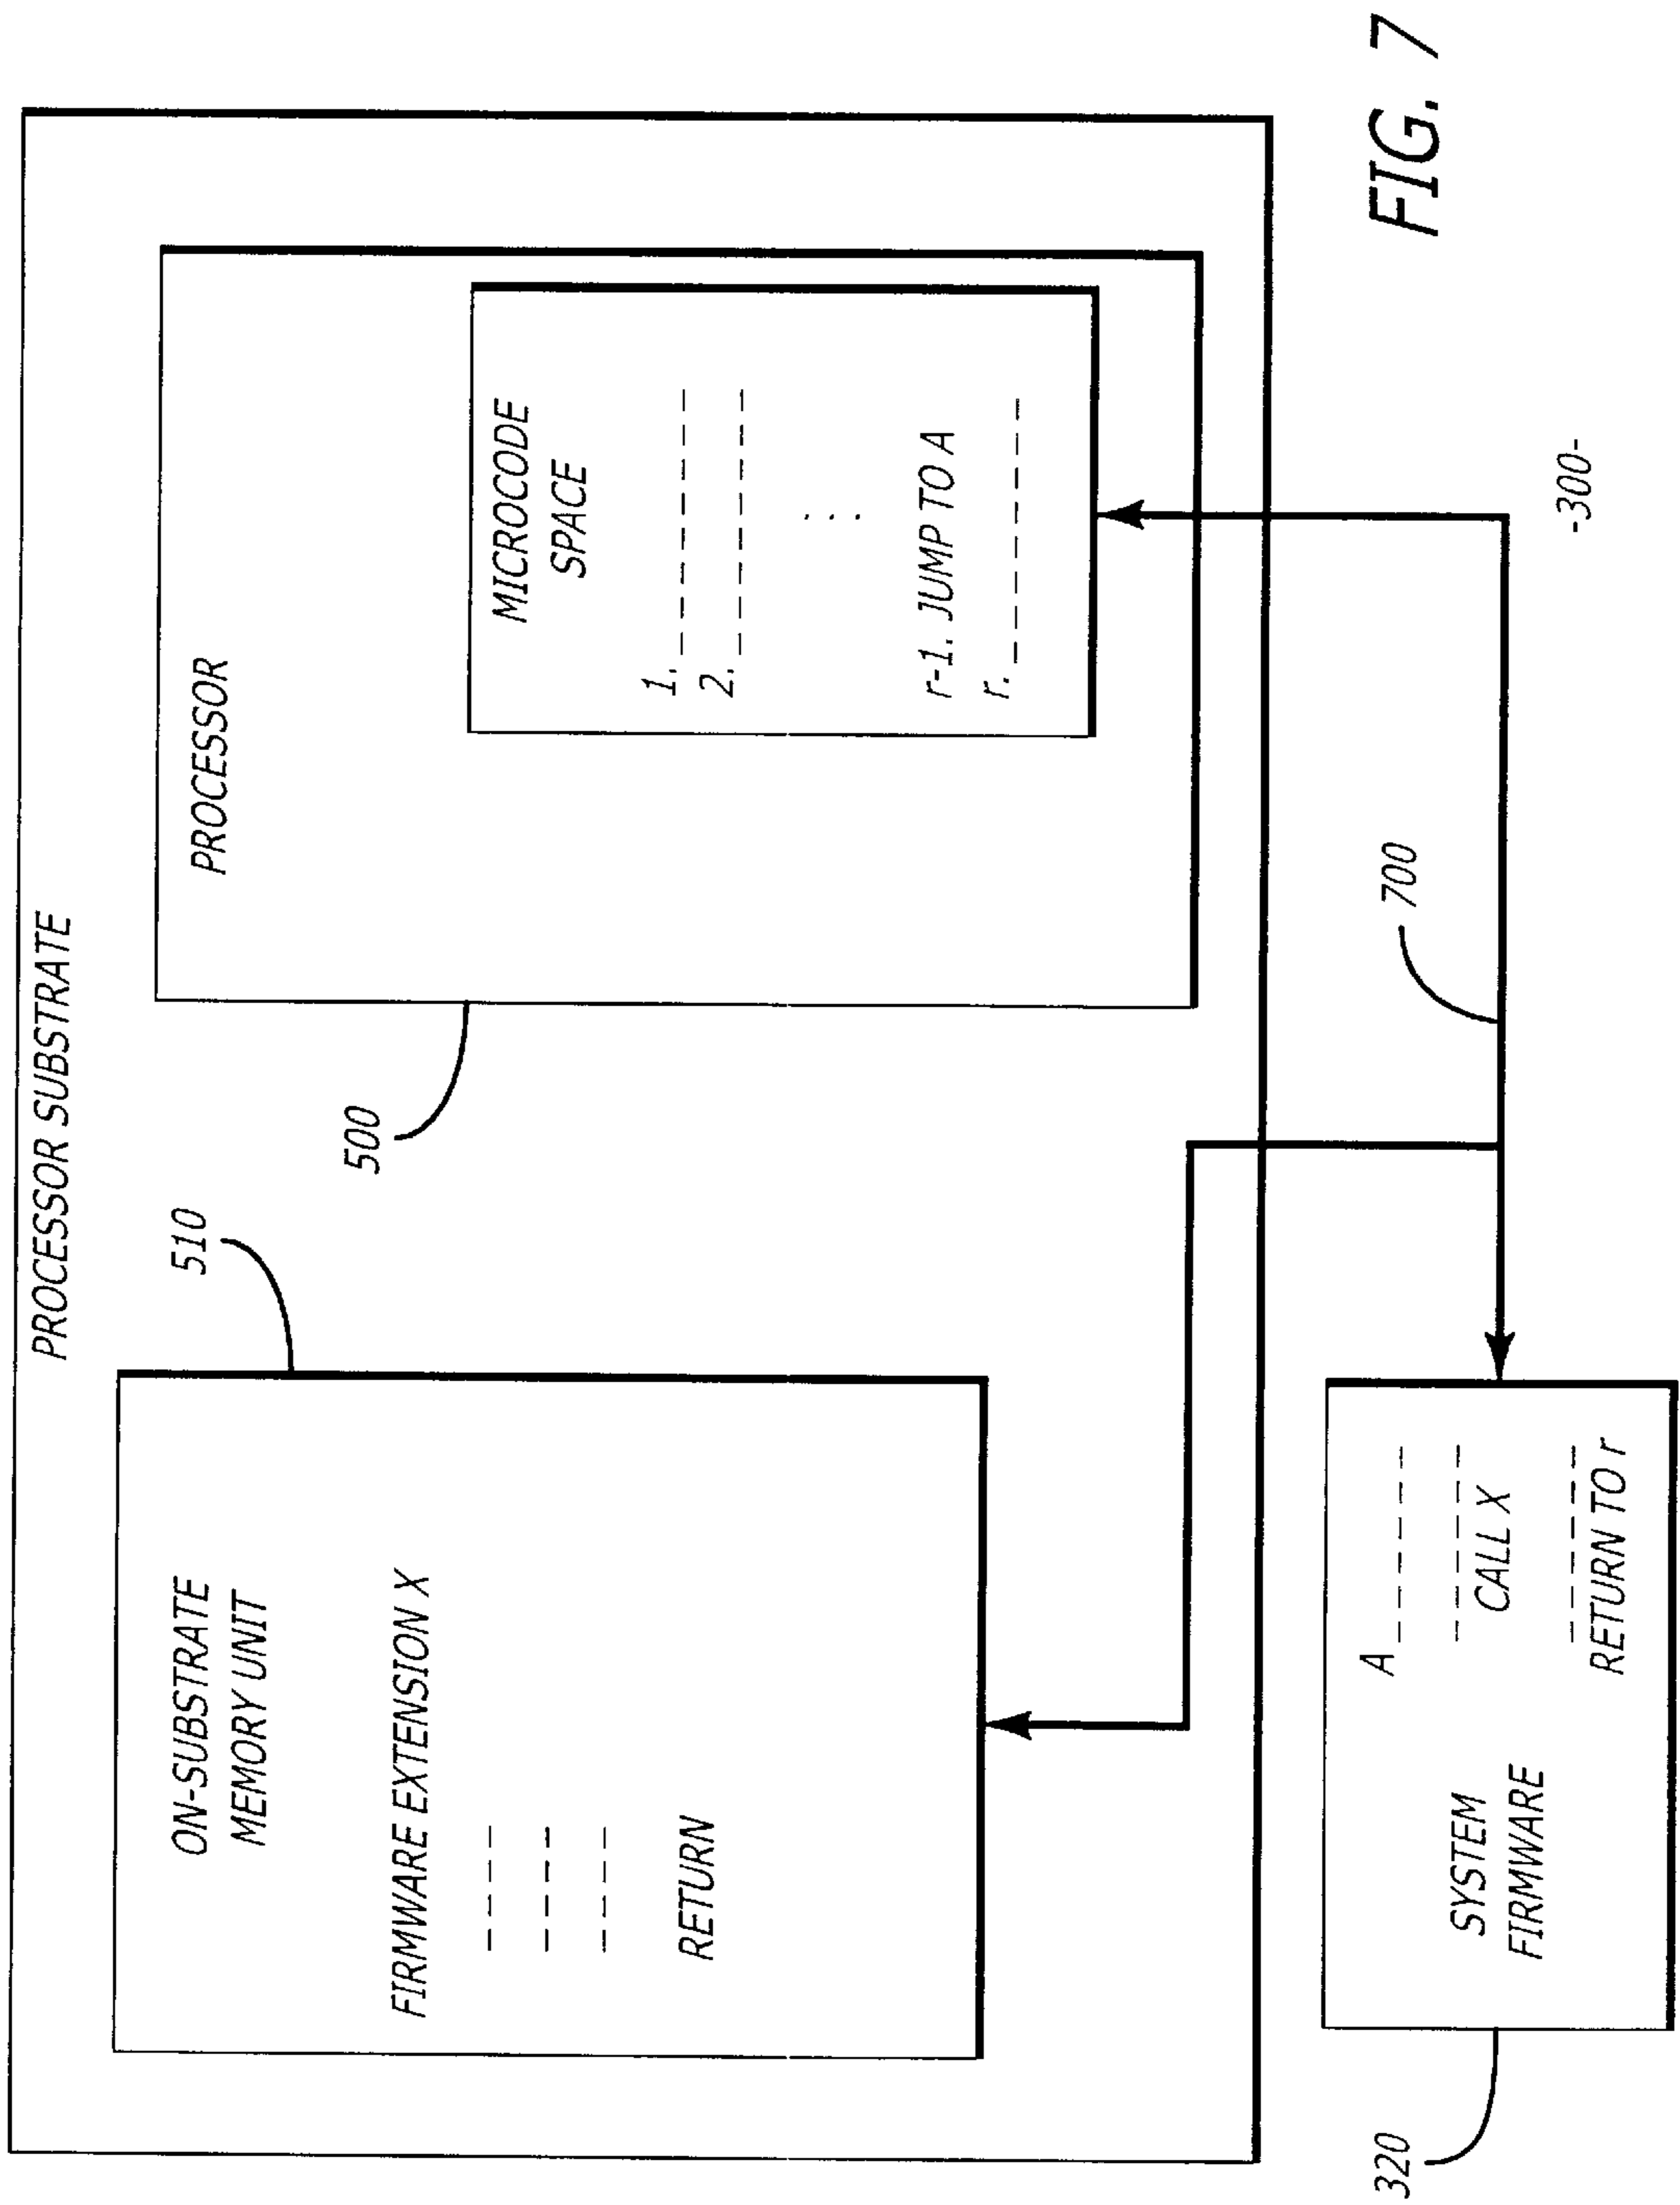 PROCESSOR SUBSTRATE
ON-SUBSTRATE
MEMORY UNIT
FIRMWARE EXTENSION X
RETURN
510
PROCESSOR
500
MICROCODE
SPACE
1. _ _ _ _ _ _ _
2. _ _ _ _ _ _ _
. . .
r-1. JUMP TO A
r. _ _ _ _ _ _ _
SYSTEM
FIRMWARE
A _ _ _ _ _
CALL X
RETURN TO r
320
700
-300-
FIG. 7